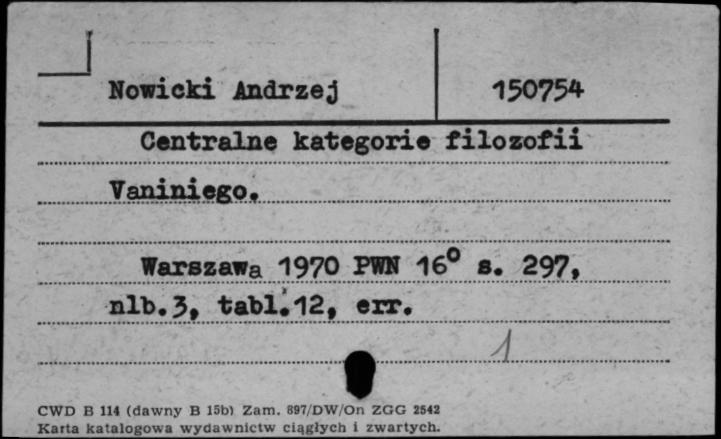 Nowicki Andrzej 150754
Centralne kategorie filozofii
Vaniniego.
Warszawa 1970 PWN 16° s. 297,
nlb.3, tabl.12, err.
1
CWD B 114 (dawny B 15b) Zam. 897/DW/On ZGG 2542
Karta katalogowa wydawnictw ciągłych i zwartych.